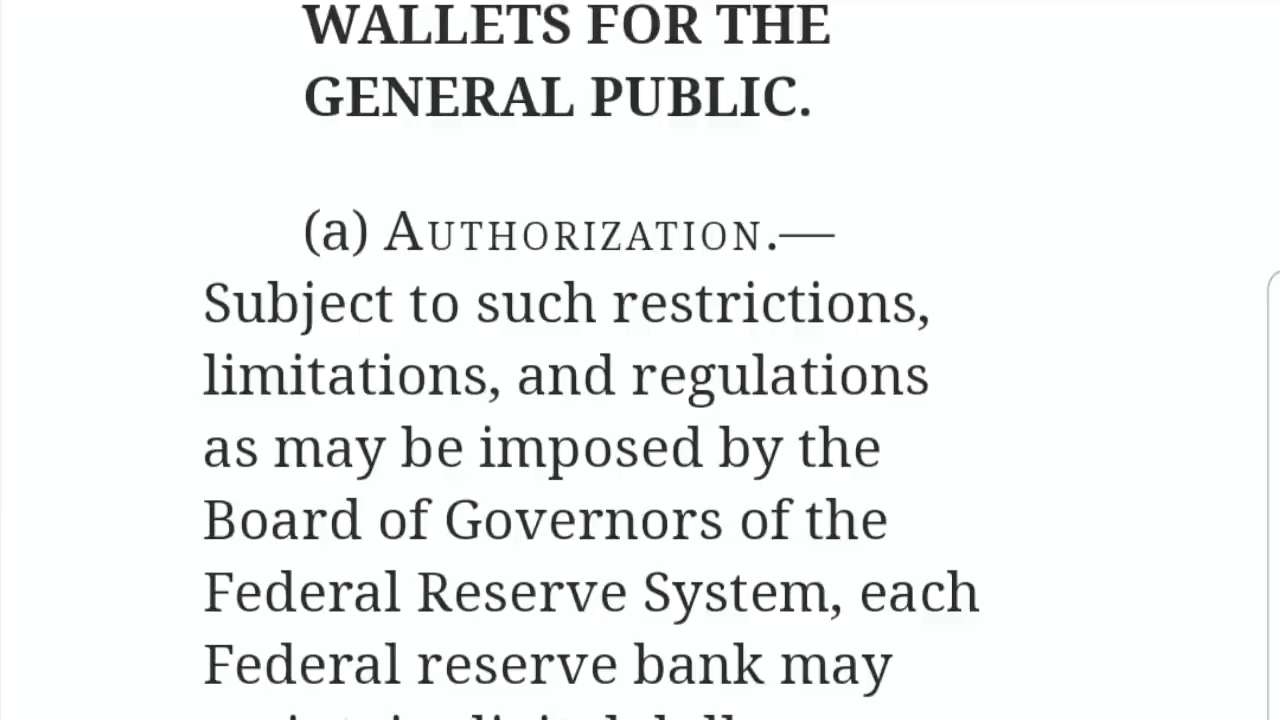 WALLETS FOR THE
GENERAL PUBLIC.
(a) AUTHORIZATION.—
Subject to such restrictions,
limitations, and regulations
as may be imposed by the
Board of Governors of the
Federal Reserve System, each
Federal reserve bank may